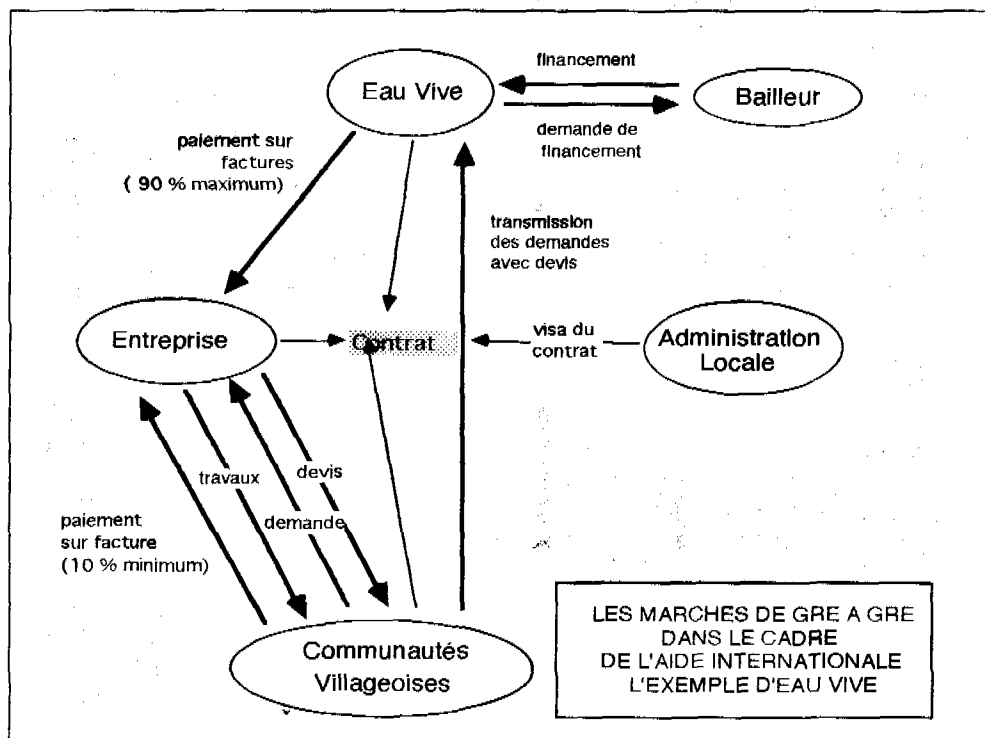 financement
Eau Vive
Bailleur
demande de
financement
paiement sur
factures
( 90 % maximum)
transmission
des demandes
avec devis
Entreprise
Contrat
visa du
contrat
Administration
Locale
travaux
devis
demande
paiement
sur facture
(10 % minimum)
Communautés
Villageoises
LES MARCHES DE GRE A GRE
DANS LE CADRE
DE L'AIDE INTERNATIONALE
L'EXEMPLE D'EAU VIVE